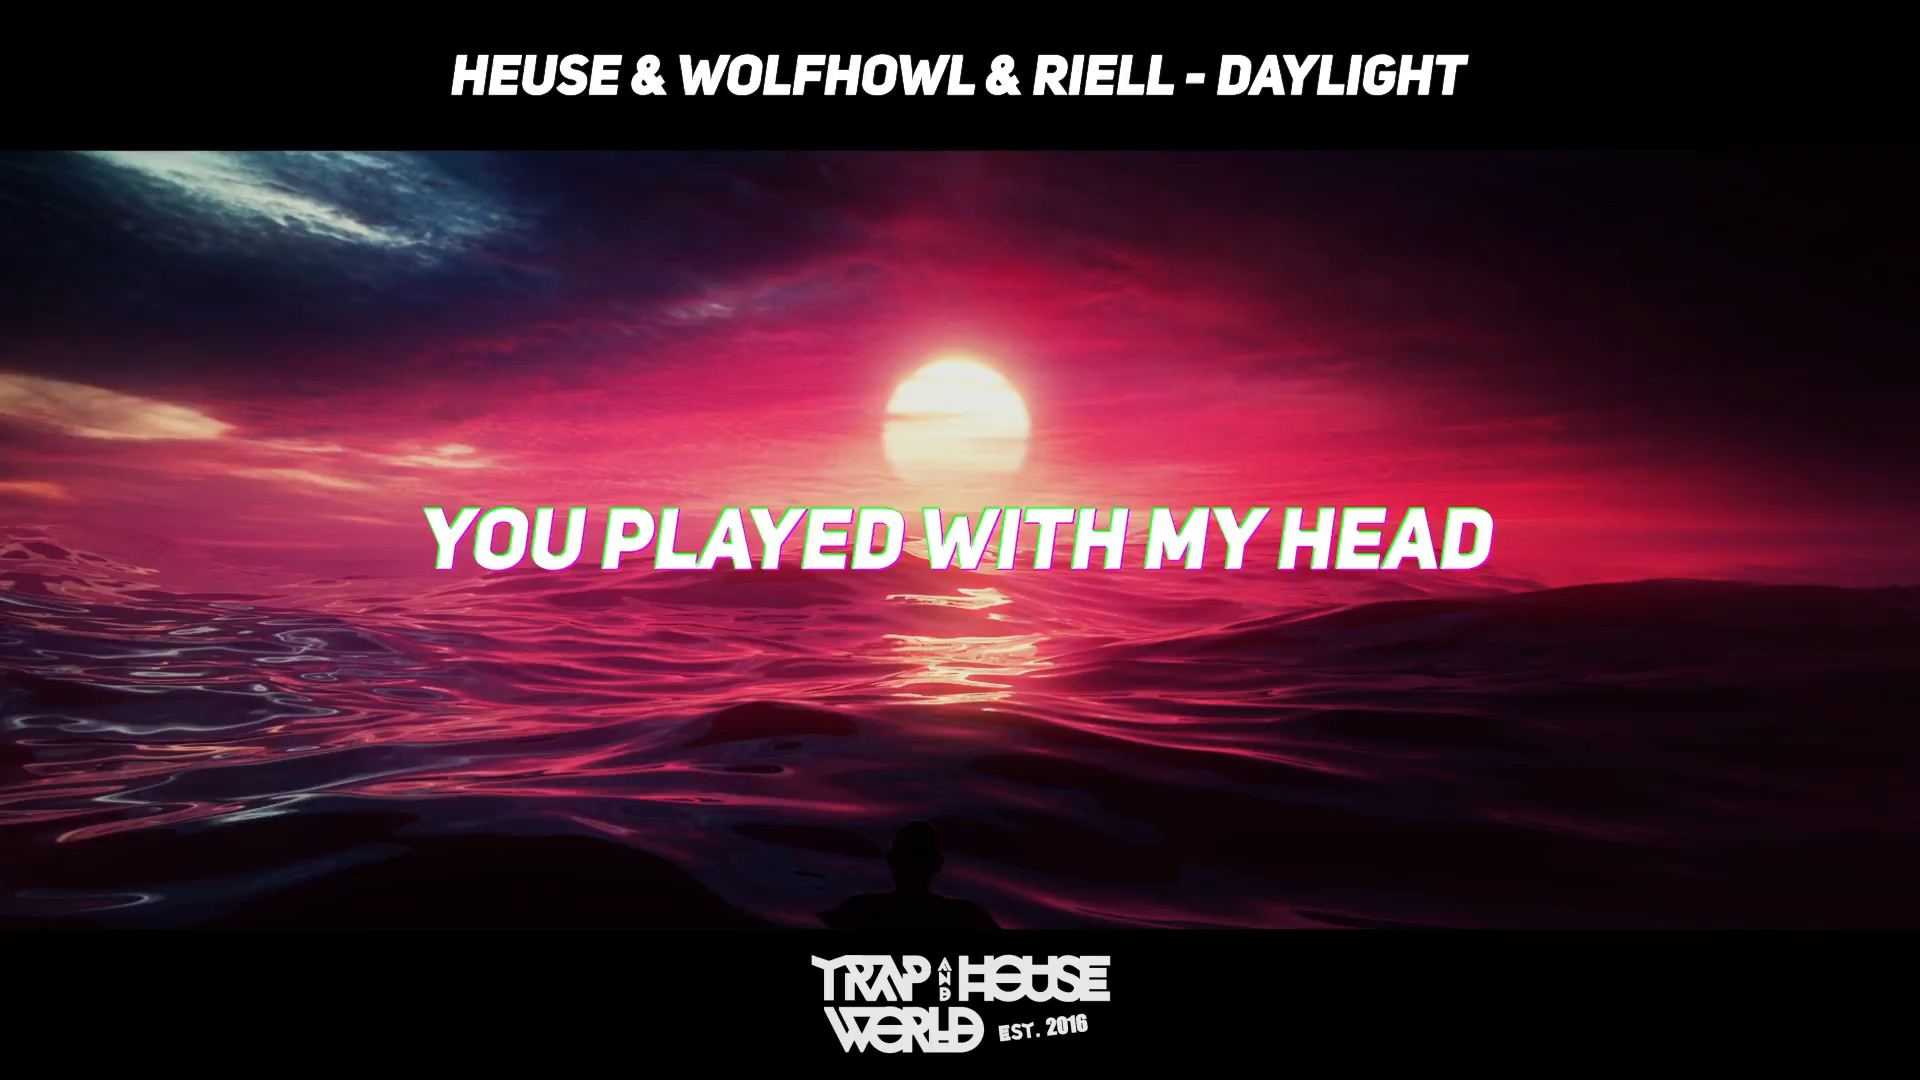 HEUSE & WOLFHOWL & RIELL - DAYLIGHT
YOU PLAYED WITH MY HEAD
TRAP AND HOUSE
WORLD EST. 2016